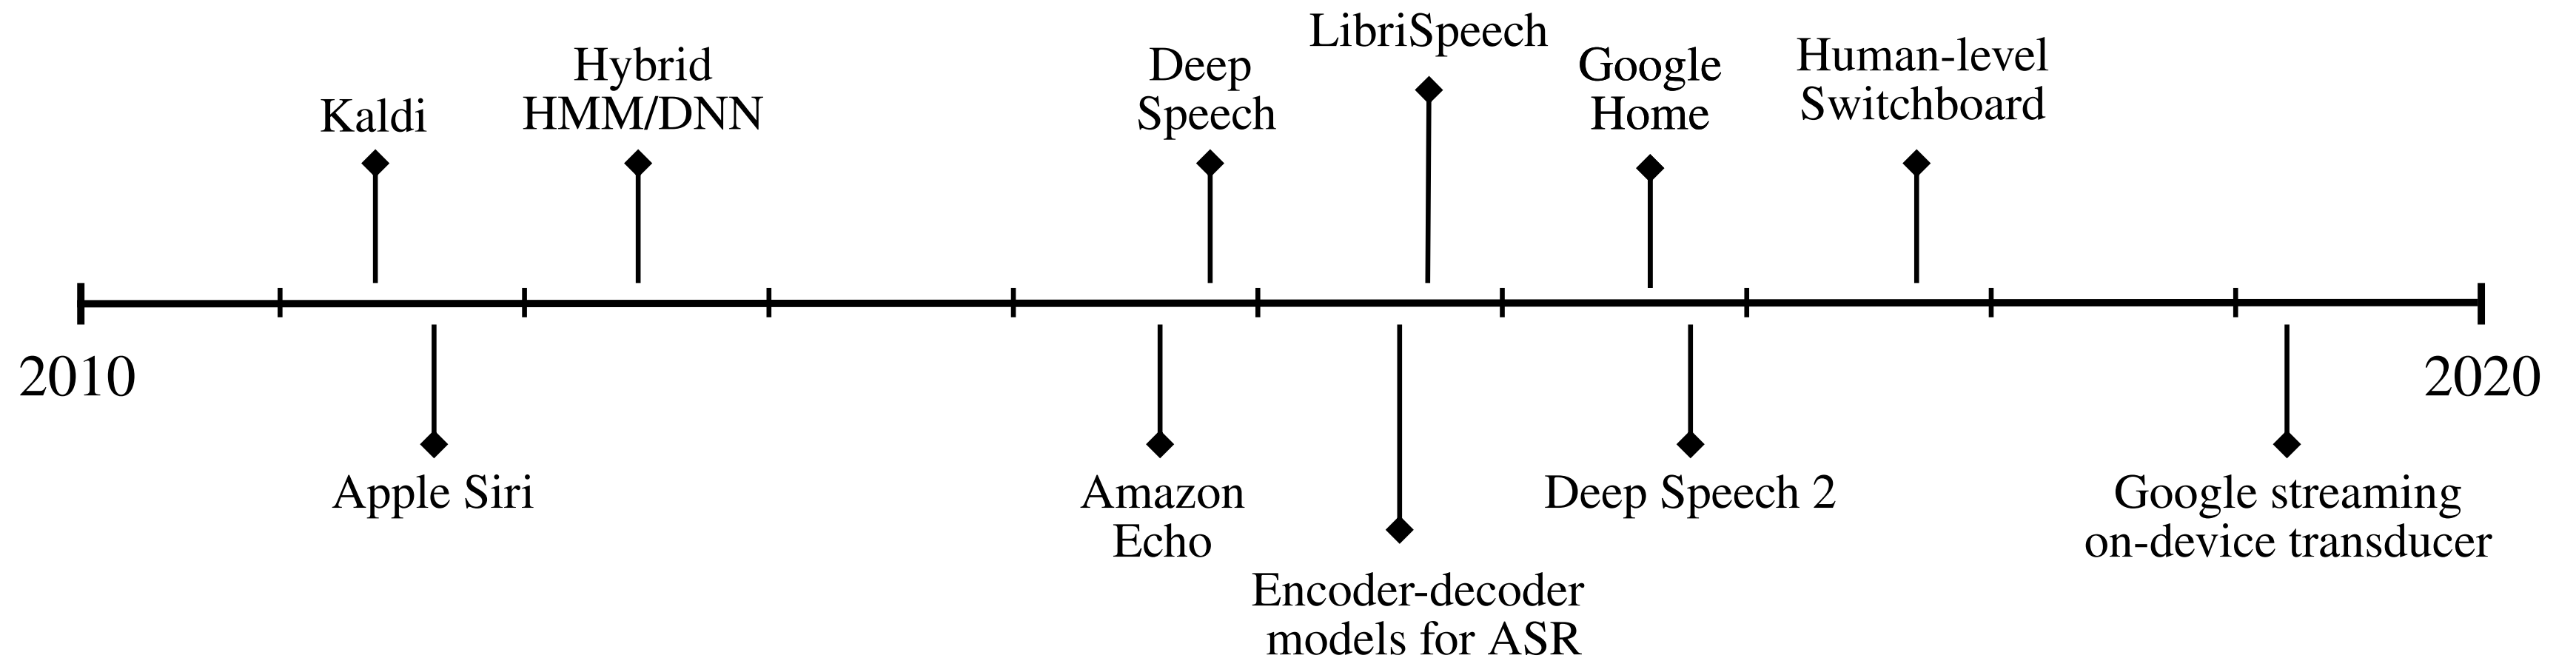 LibriSpeech
Hybrid
HMM/DNN
Kaldi
Deep
Speech
Google
Home
Human-level
Switchboard
2010
2020
Apple Siri
Amazon
Echo
Encoder-decoder
models for ASR
Deep Speech 2
Google streaming
on-device transducer